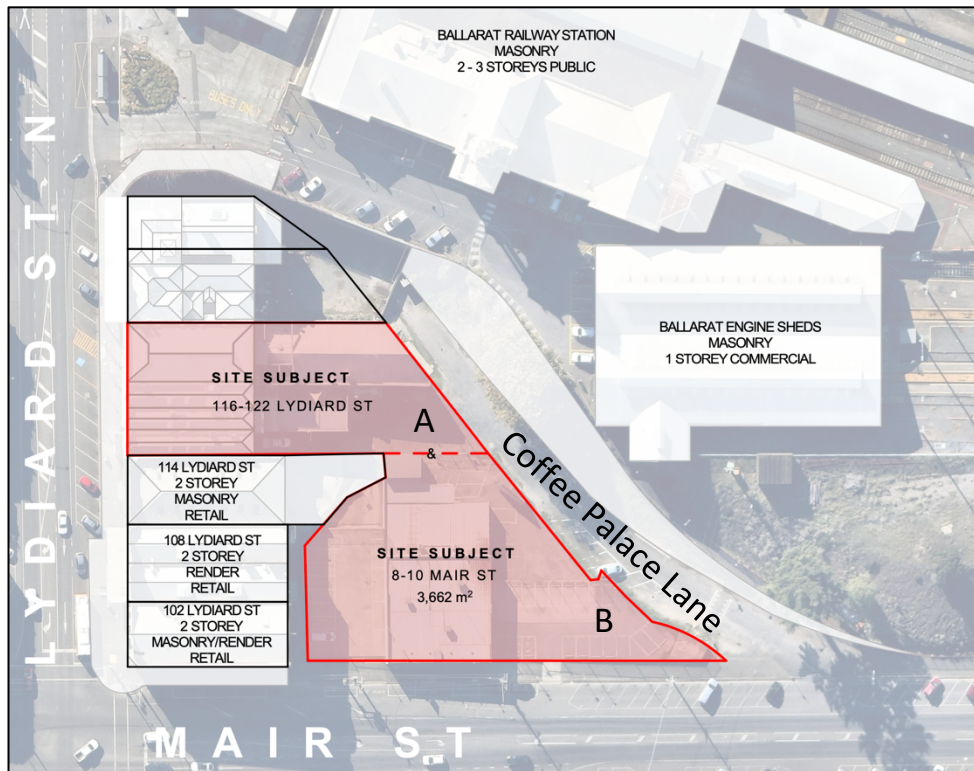 BALLARAT RAILWAY STATION
MASONRY
2 - 3 STOREYS PUBLIC
BUSES ONLY
LYDIARD ST N
BALLARAT ENGINE SHEDS
MASONRY
1 STOREY COMMERCIAL
SITE SUBJECT
116-122 LYDIARD ST
A
&
Coffee Palace Lane
114 LYDIARD ST
2 STOREY
MASONRY
RETAIL
108 LYDIARD ST
2 STOREY
RENDER
RETAIL
SITE SUBJECT
8-10 MAIR ST
3,662 m²
B
102 LYDIARD ST
2 STOREY
MASONRY/RENDER
RETAIL
MAIR ST